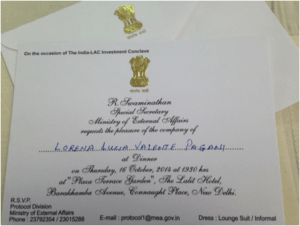 On the occasion of The India-LAC Investment Conclave
R. Swaminathan
Special Secretary
Ministry of External Affairs
requests the pleasure of the company of
LORENA LUJIA VALENTE PAGANI
at Dinner
on Thursday, 16 October, 2014 at 1930 hrs
at "Plaza Terrace Garden", The Lalit Hotel,
Barakhamba Avenue, Connaught Place, New Delhi.
R.S.V.P.
Protocol Division
Ministry of External Affairs
Phone : 23792354 / 23015288
E-mail : protocol1@mea.gov.in
Dress : Lounge Suit / Informal